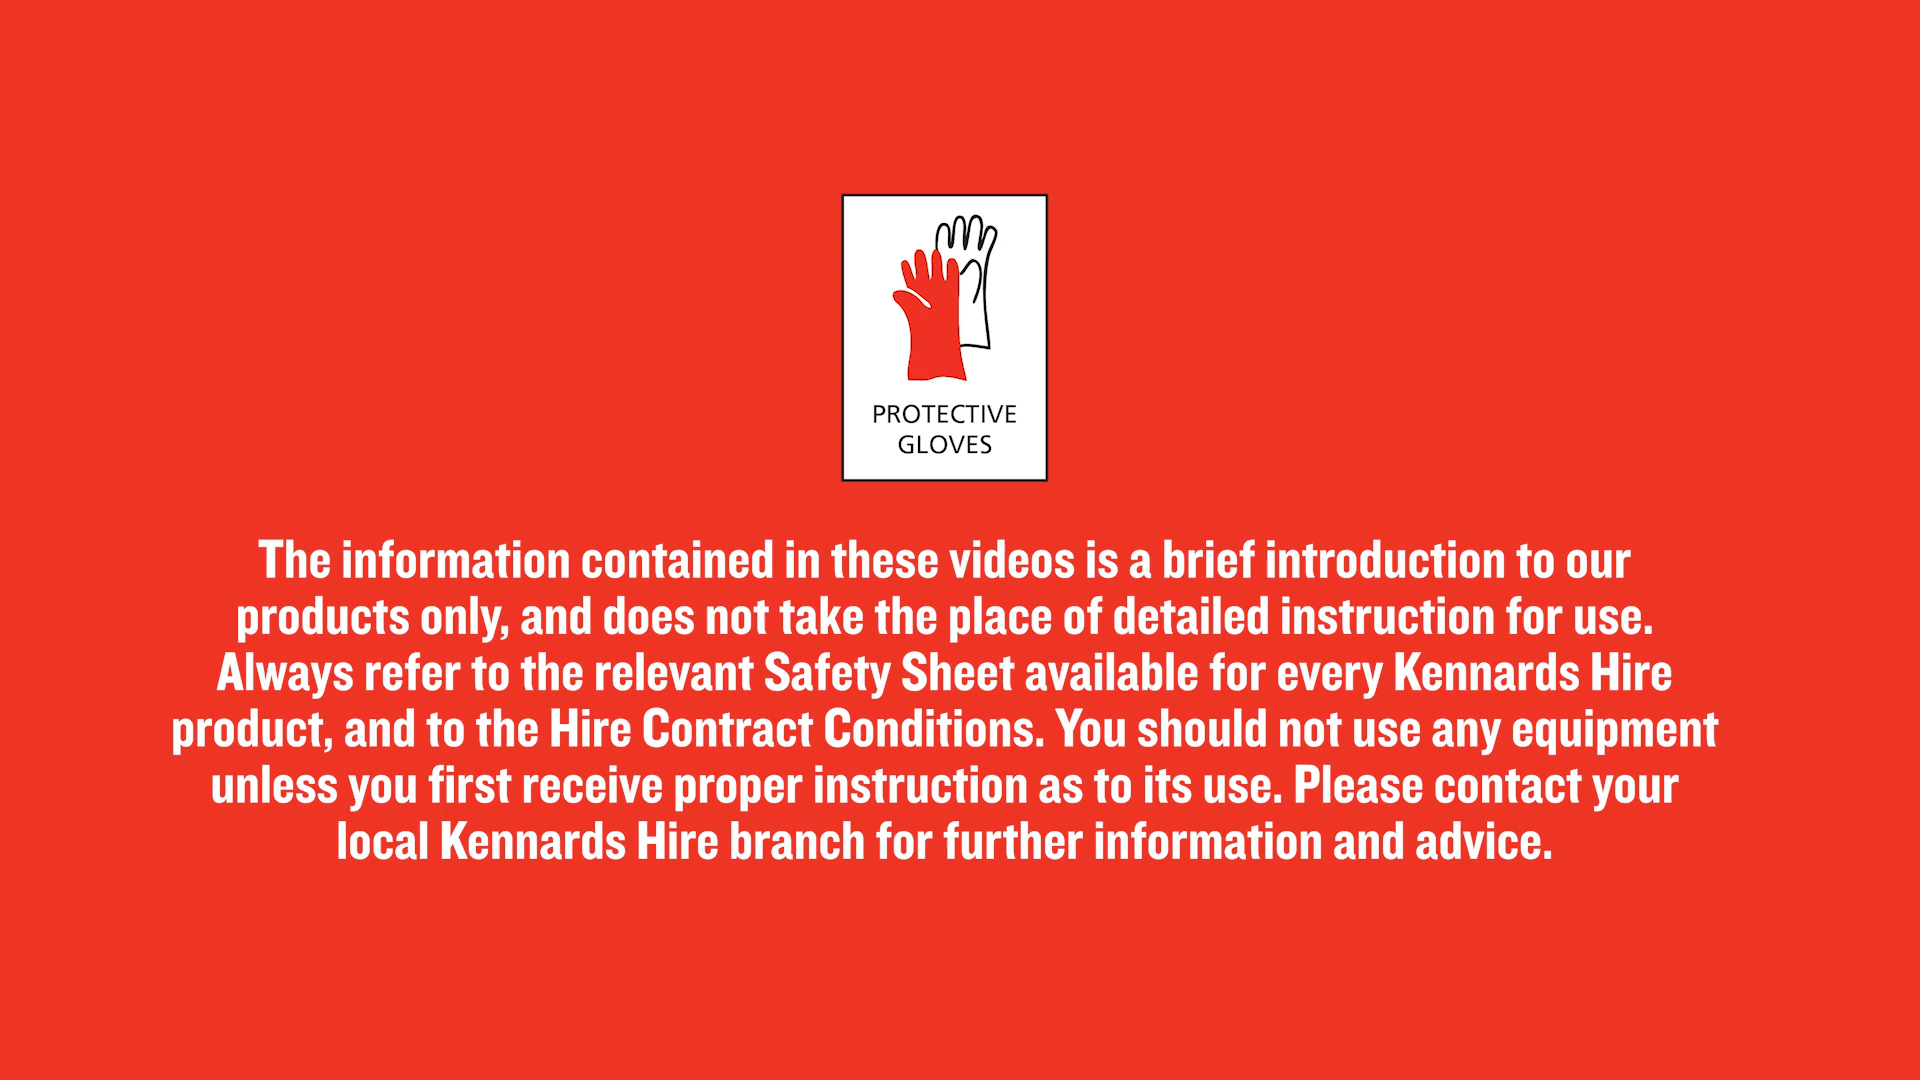 PROTECTIVE
GLOVES
The information contained in these videos is a brief introduction to our
products only, and does not take the place of detailed instruction for use.
Always refer to the relevant Safety Sheet available for every Kennards Hire
product, and to the Hire Contract Conditions. You should not use any equipment
unless you first receive proper instruction as to its use. Please contact your
local Kennards Hire branch for further information and advice.